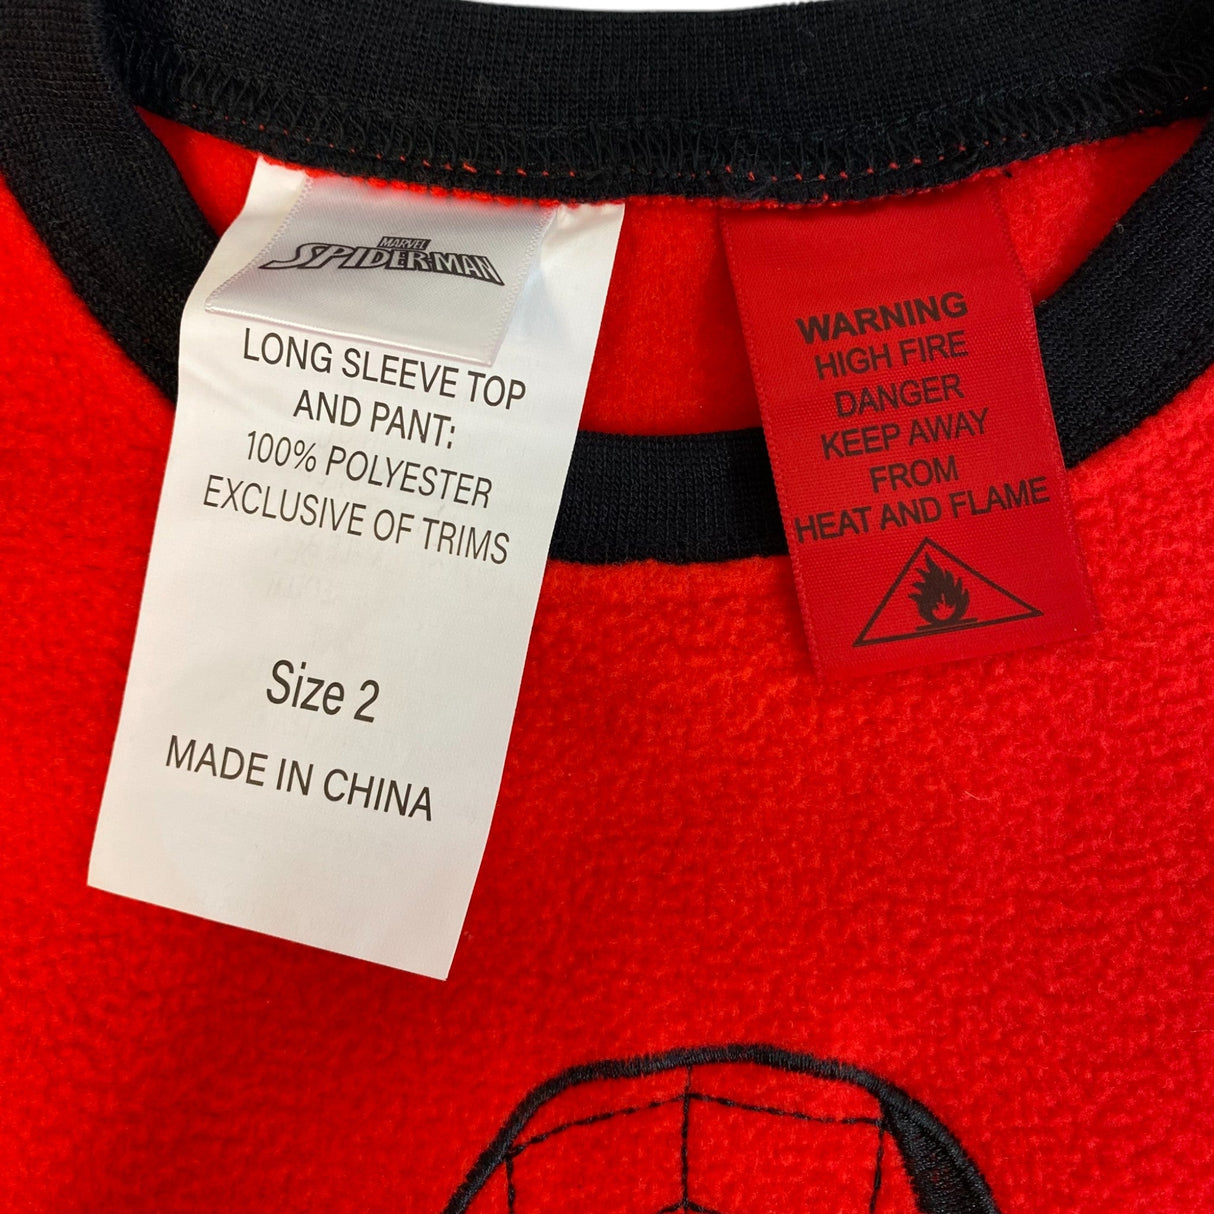 MARVEL
SPIDER-MAN
LONG SLEEVE TOP
AND PANT:
100% POLYESTER
EXCLUSIVE OF TRIMS
Size 2
MADE IN CHINA
WARNING
HIGH FIRE
DANGER
KEEP AWAY
FROM
HEAT AND FLAME